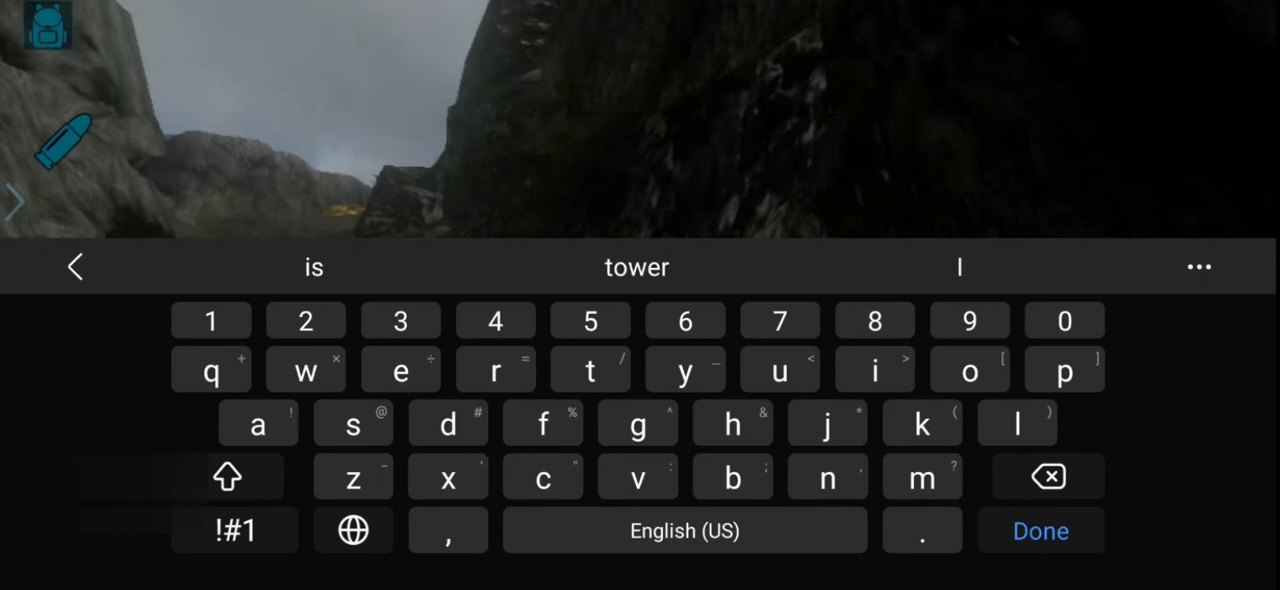 is tower I
1 2 3 4 5 6 7 8 9 0
q + w × e ÷ r = t / y _ u < i > o [ p ]
a ! s @ d # f % g ^ h & j * k ( l )
z - x ' c " v : b ; n , m ?
!#1 , English (US) . Done